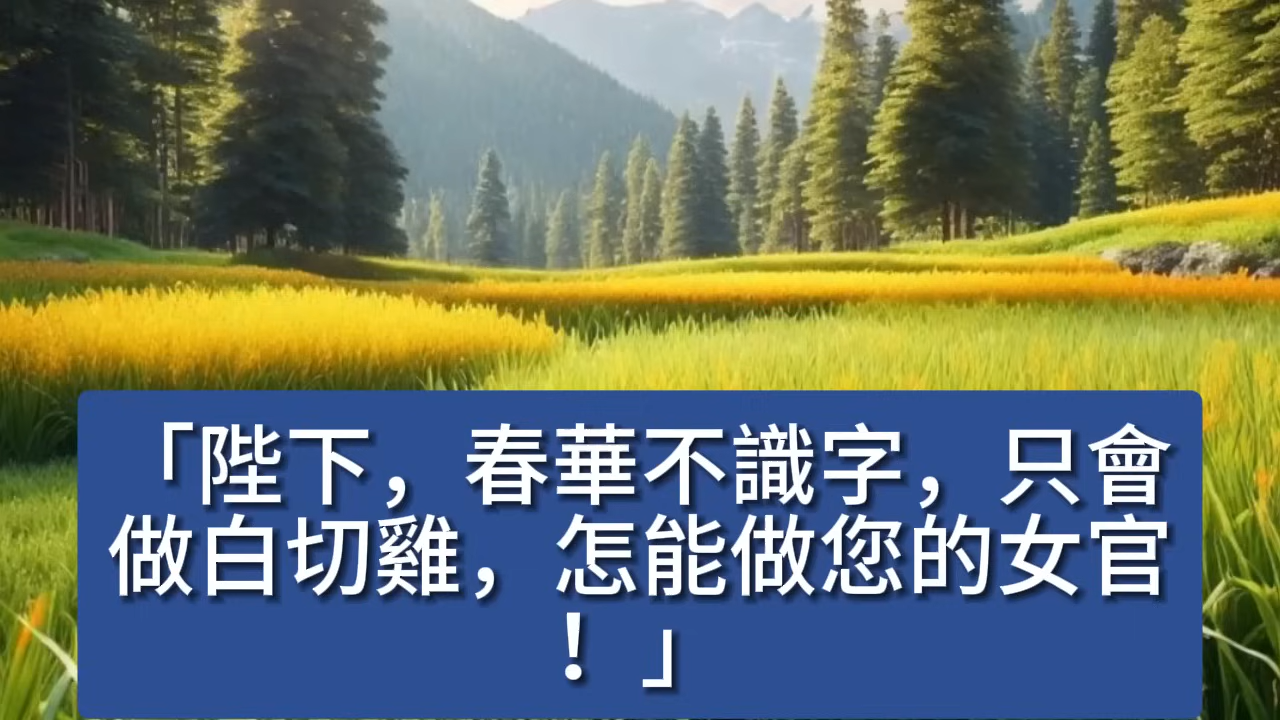 「陛下，春華不識字，只會
做白切雞，怎能做您的女官
！」